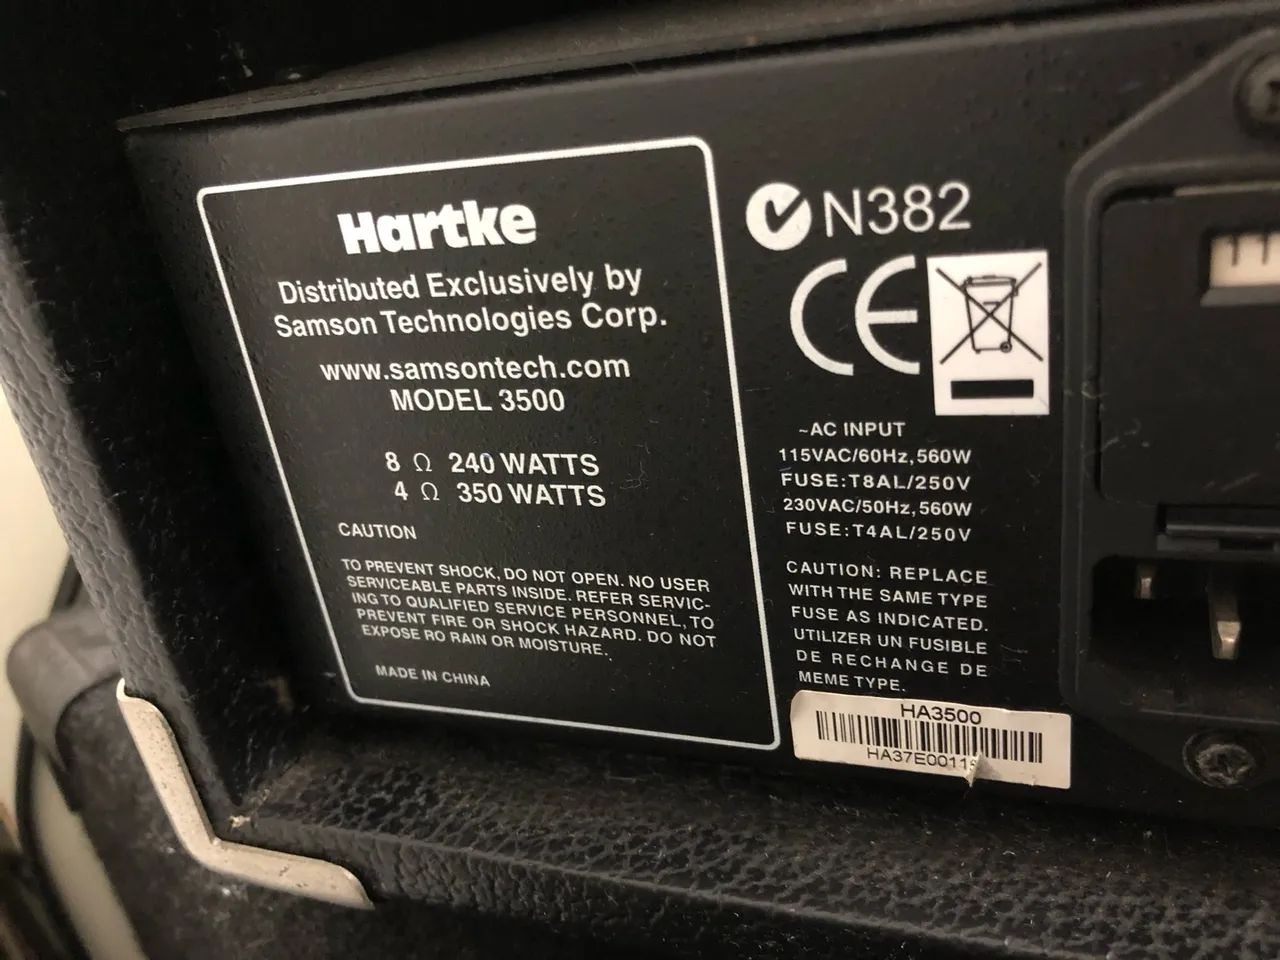 Hartke
Distributed Exclusively by
Samson Technologies Corp.
www.samsontech.com
MODEL 3500
8 Ω 240 WATTS
4 Ω 350 WATTS
CAUTION
TO PREVENT SHOCK, DO NOT OPEN. NO USER
SERVICEABLE PARTS INSIDE. REFER SERVIC-
ING TO QUALIFIED SERVICE PERSONNEL, TO
PREVENT FIRE OR SHOCK HAZARD. DO NOT
EXPOSE RO RAIN OR MOISTURE.
MADE IN CHINA
N382
CE
~AC INPUT
115VAC/60Hz, 560W
FUSE:T8AL/250V
230VAC/50Hz, 560W
FUSE:T4AL/250V
CAUTION: REPLACE
WITH THE SAME TYPE
FUSE AS INDICATED.
UTILIZER UN FUSIBLE
DE RECHANGE DE
MEME TYPE.
HA3500